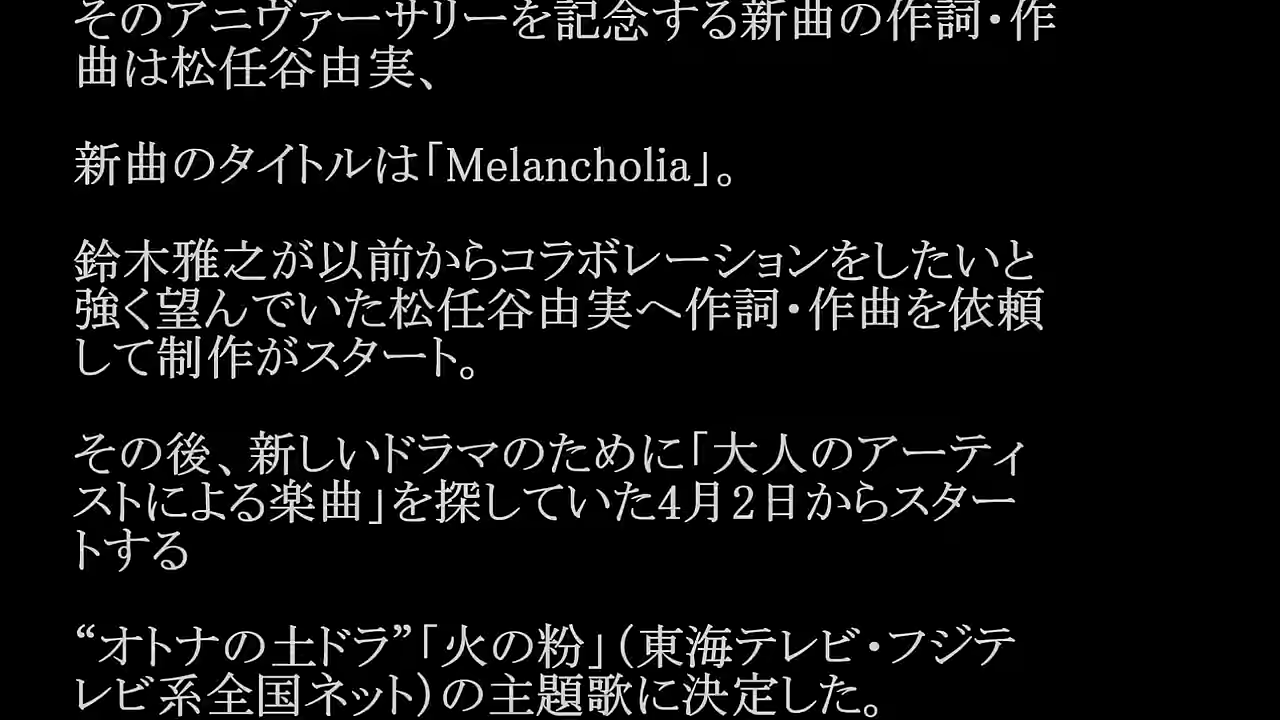 そのアニヴァーサリーを記念する新曲の作詞・作
曲は松任谷由実、
新曲のタイトルは「Melancholia」。
鈴木雅之が以前からコラボレーションをしたいと
強く望んでいた松任谷由実へ作詞・作曲を依頼
して制作がスタート。
その後、新しいドラマのために「大人のアーティ
ストによる楽曲」を探していた4月2日からスター
トする
“オトナの土ドラ”「火の粉」(東海テレビ・フジテ
レビ系全国ネット)の主題歌に決定した。